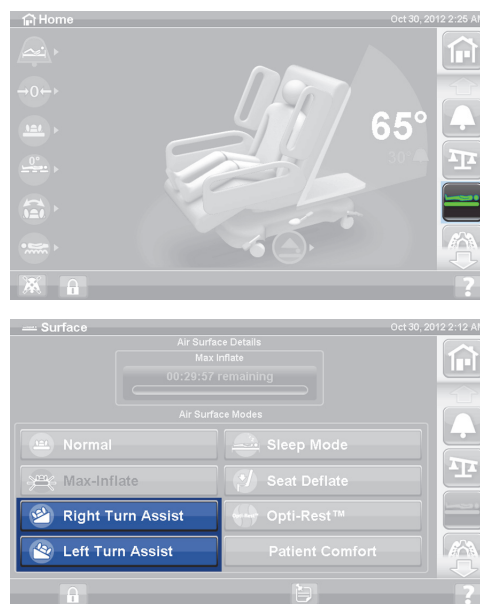 Home
Oct 30, 2012 2:25 AM
→0←
65°
30°
0°
?
Surface
Oct 30, 2012 2:12 AM
Air Surface Details
Max Inflate
00:29:57 remaining
Air Surface Modes
Normal
Sleep Mode
Max-Inflate
Seat Deflate
Right Turn Assist
Opti-Rest™
Left Turn Assist
Patient Comfort
?